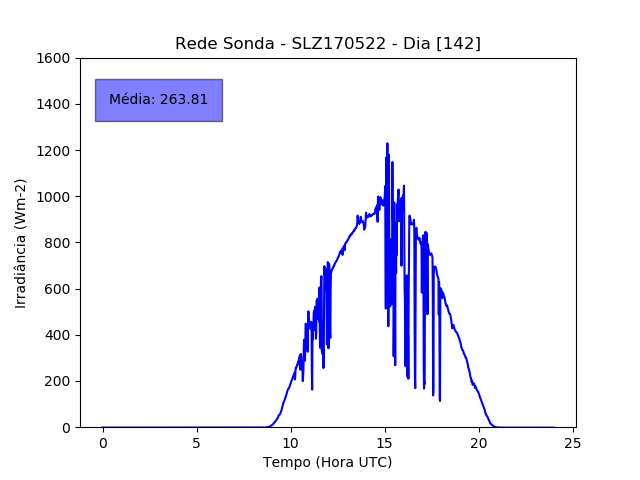 Rede Sonda - SLZ170522 - Dia [142]
1600
1400
1200
1000
800
600
400
200
0
Média: 263.81
Irradiância (Wm-2)
0 5 10 15 20 25
Tempo (Hora UTC)